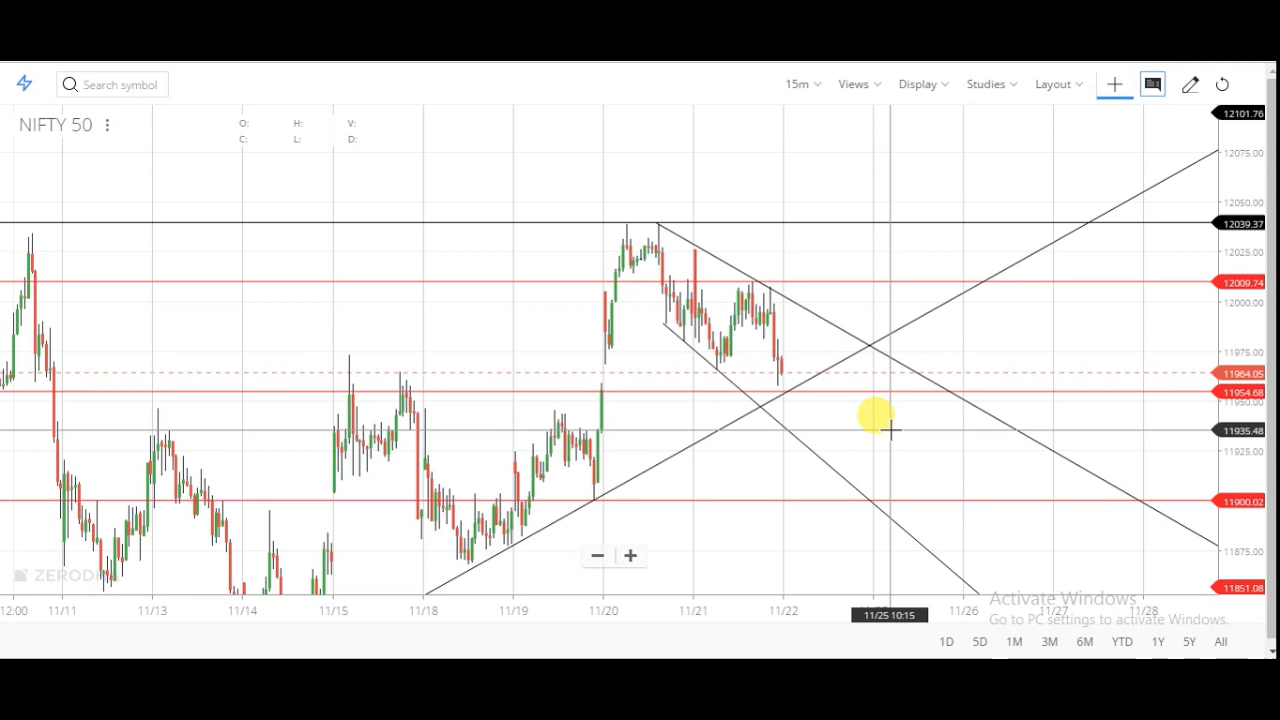 Search symbol
15m Views Display Studies Layout
NIFTY 50
O: H: V:
C: L: D:
12101.76
12075.00
12050.00
12039.37
12025.00
12009.74
12000.00
11975.00
11964.05
11954.68
11950.00
11935.48
11925.00
11900.02
11875.00
11851.08
Activate Windows
Go to PC settings to activate Windows.
12:00 11/11 11/13 11/14 11/15 11/18 11/19 11/20 11/21 11/22 11/26 11/27 11/28
11/25 10:15
1D 5D 1M 3M 6M YTD 1Y 5Y All